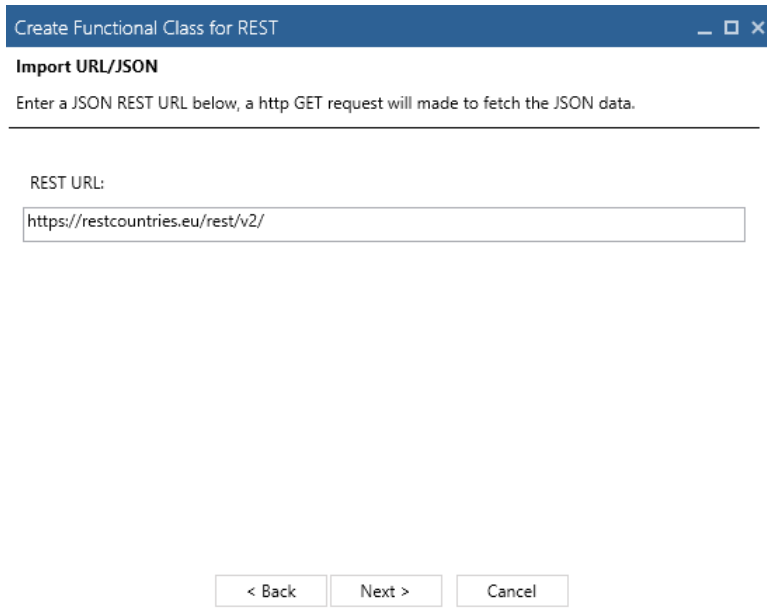 Create Functional Class for REST
Import URL/JSON
Enter a JSON REST URL below, a http GET request will made to fetch the JSON data.
REST URL:
https://restcountries.eu/rest/v2/
< Back Next > Cancel